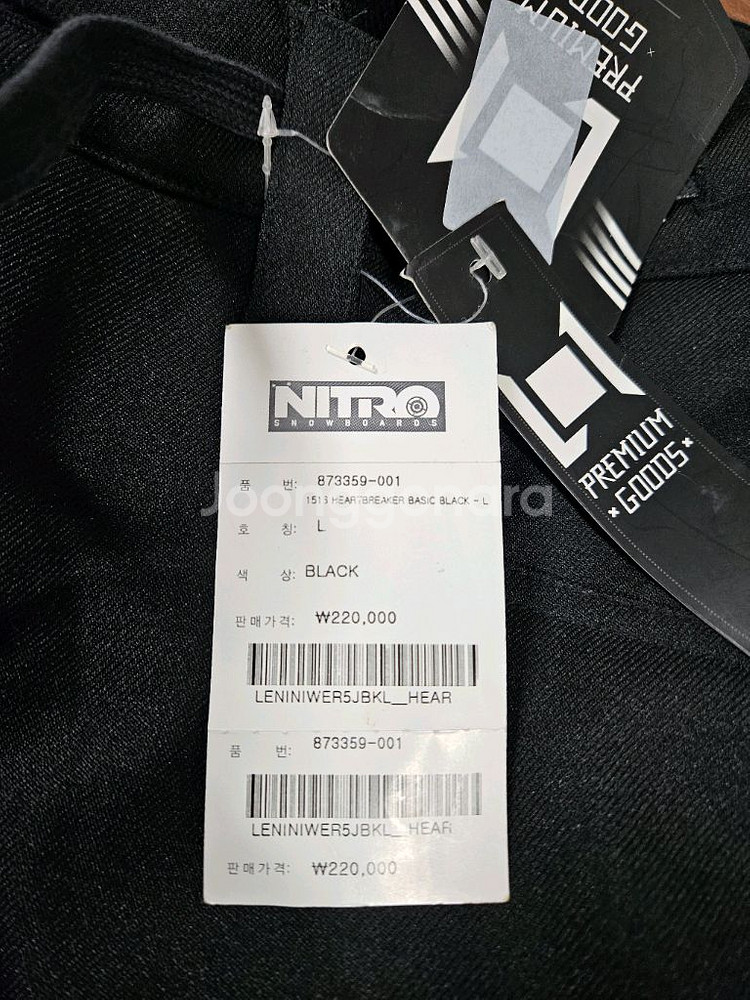 PREMIUM
GOODS
PREMIUM
GOODS
NITRO
SNOWBOARDS
품 번: 873359-001
1516 HEARTBREAKER BASIC BLACK - L
호 칭: L
색 상: BLACK
판매가격: ₩220,000
LENINIWER5JBKL__HEAR
품 번: 873359-001
LENINIWER5JBKL__HEAR
판매가격: ₩220,000
Joonggonara